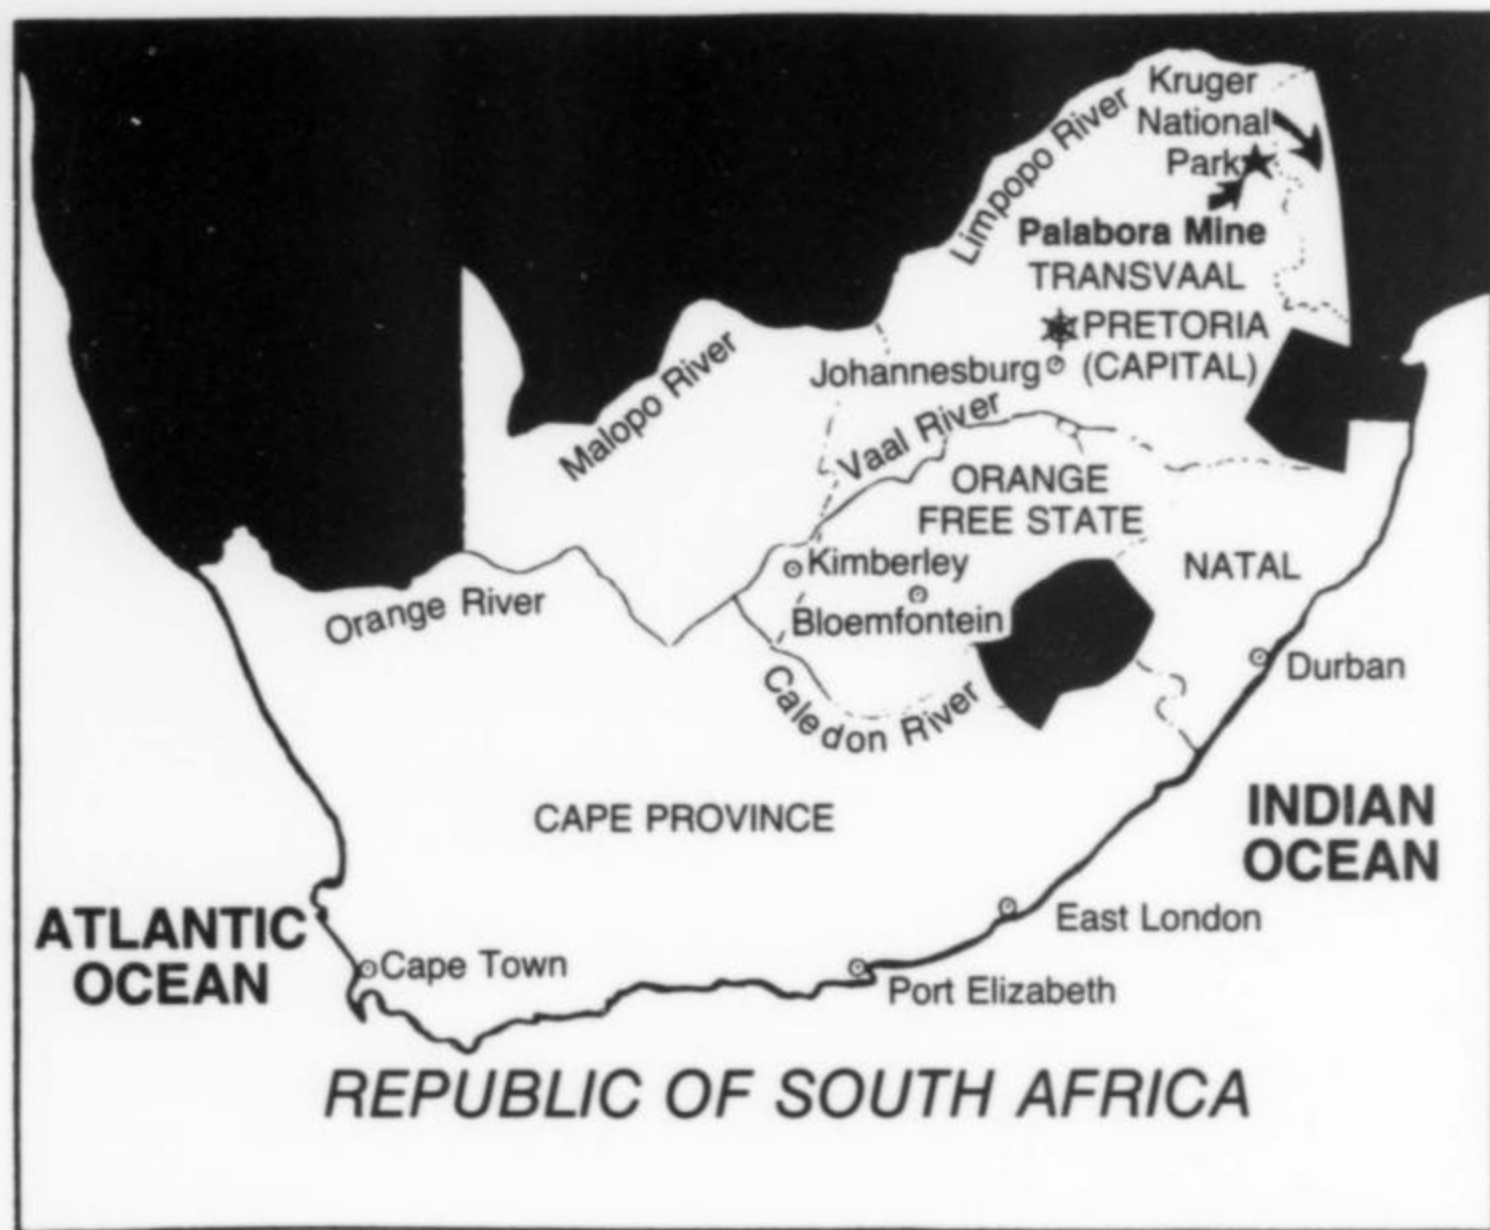 Kruger
National
Park
Limpopo River
Palabora Mine
TRANSVAAL
PRETORIA
(CAPITAL)
Johannesburg
Malopo River
Vaal River
ORANGE
FREE STATE
Kimberley
NATAL
Orange River
Bloemfontein
Durban
Caledon River
CAPE PROVINCE
INDIAN
OCEAN
ATLANTIC
OCEAN
East London
Cape Town
Port Elizabeth
REPUBLIC OF SOUTH AFRICA